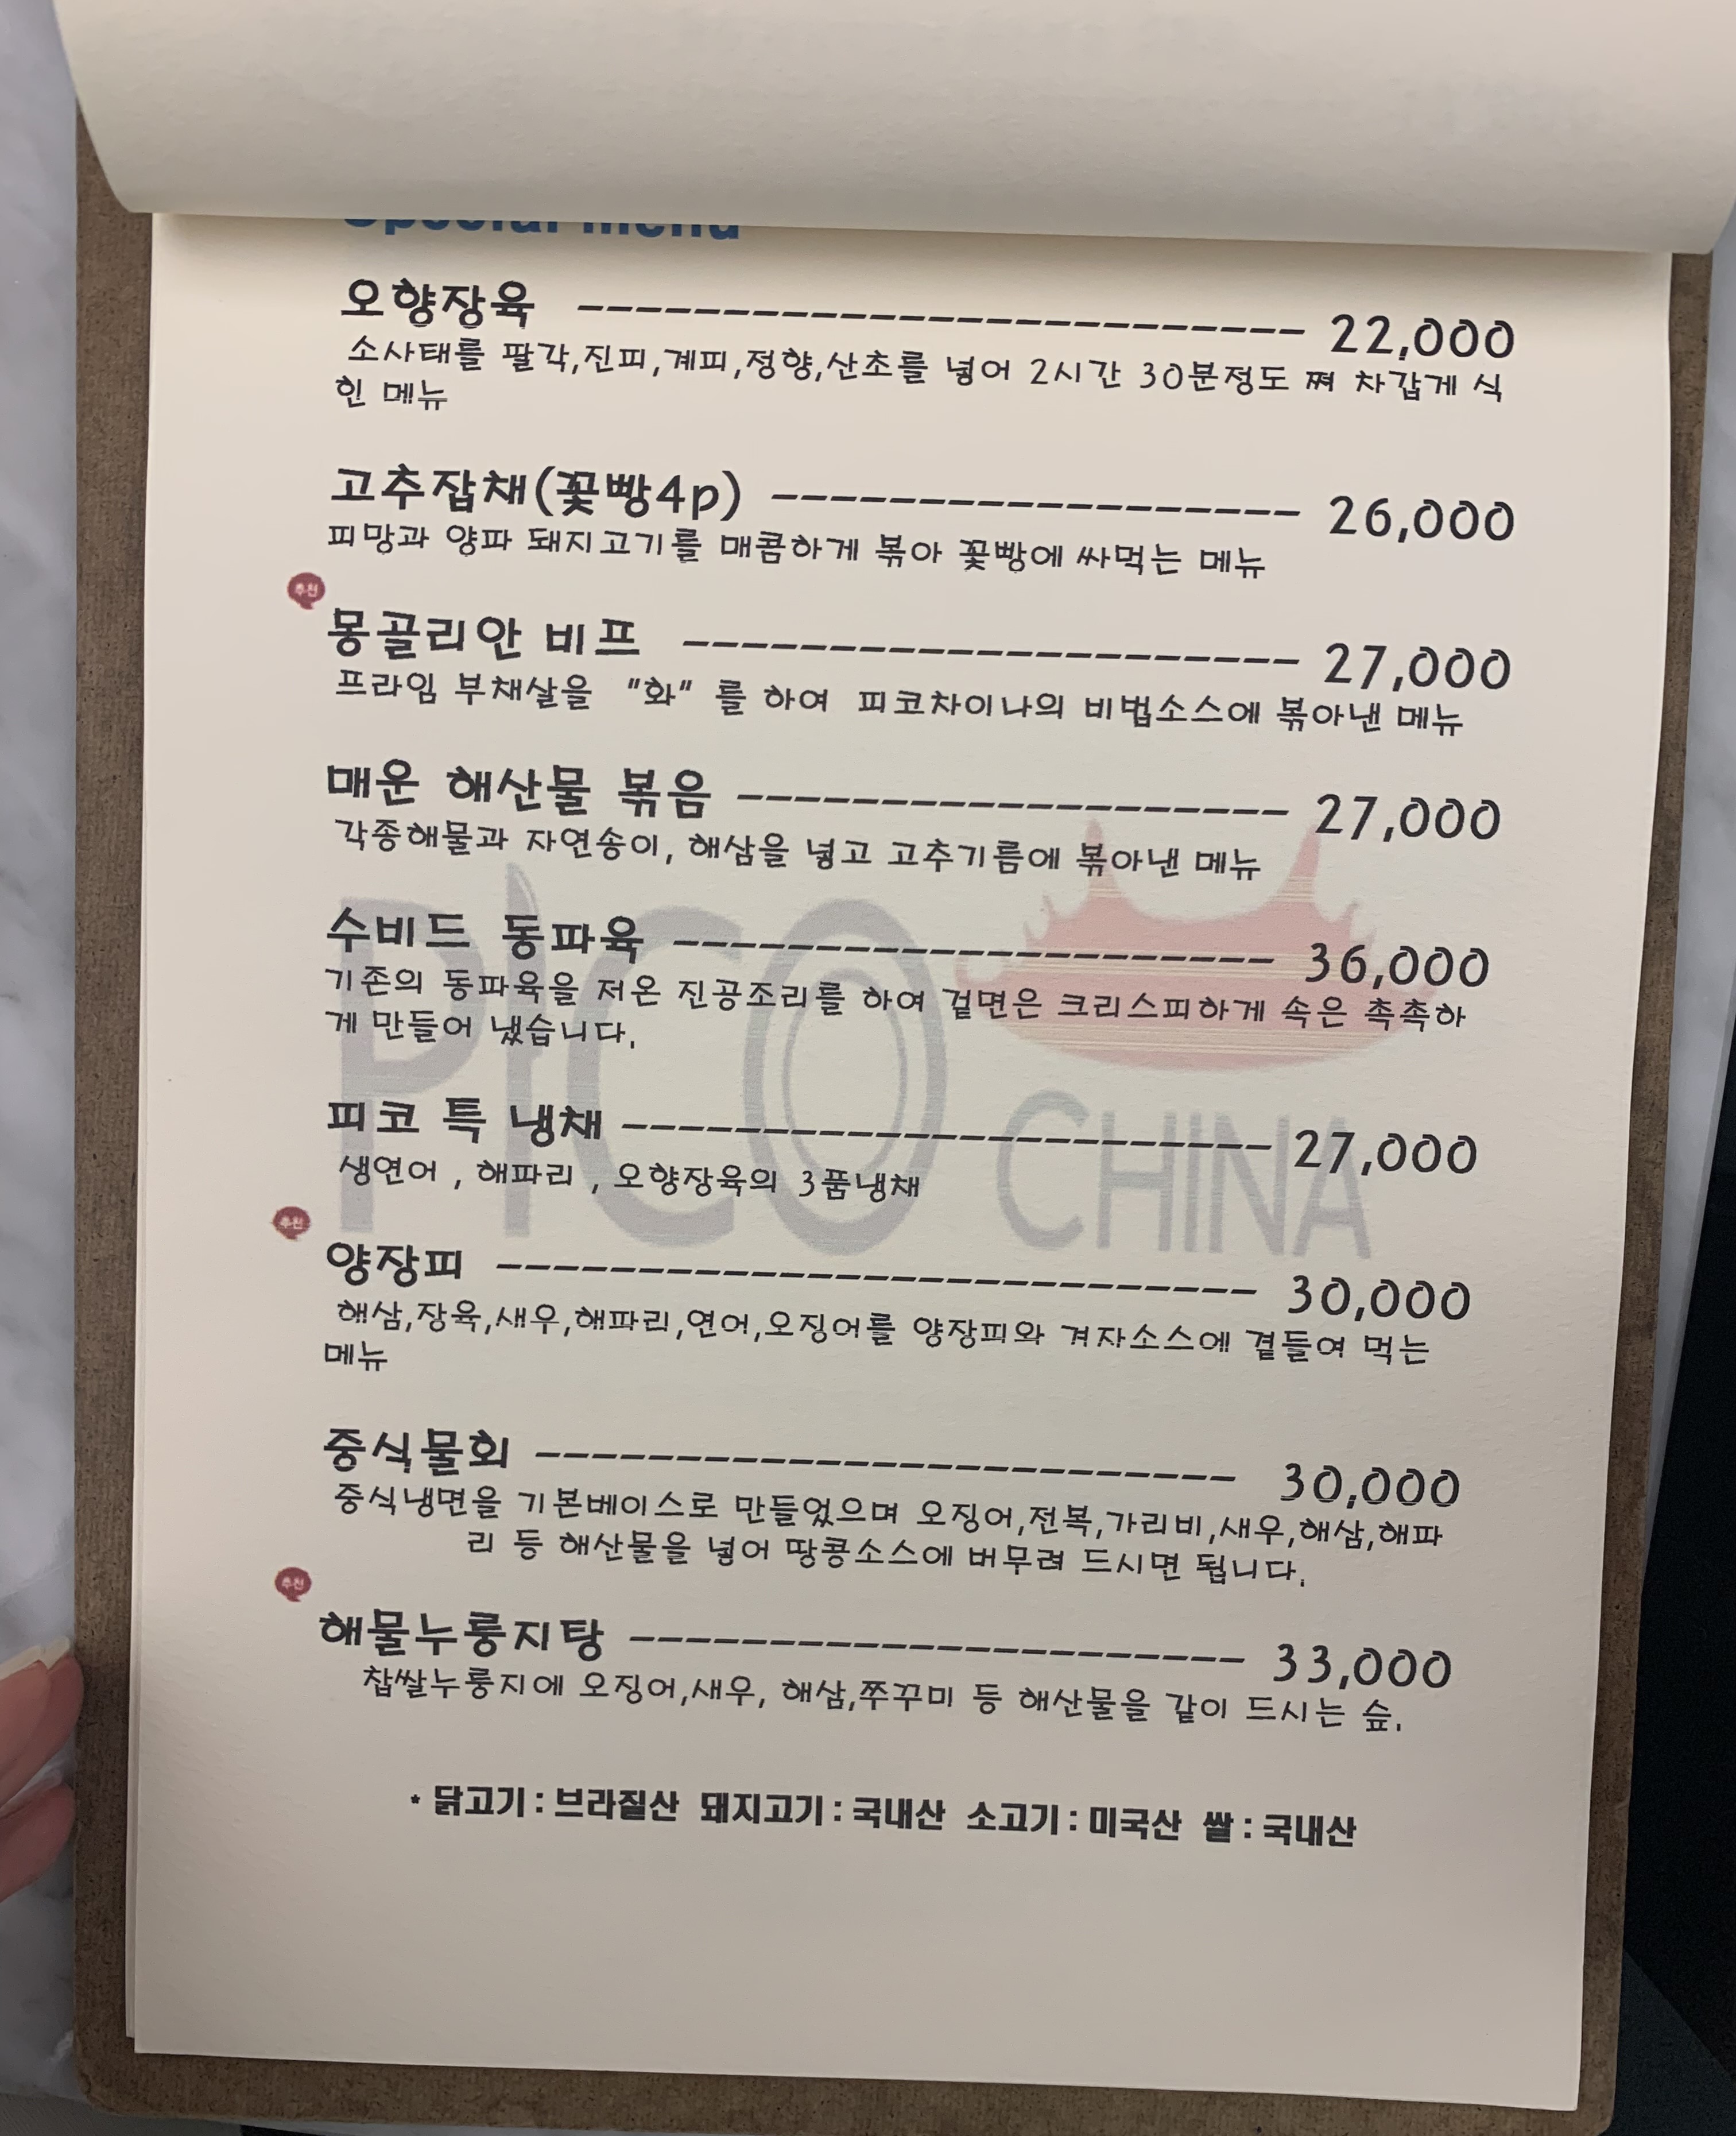 Special menu
오향장육 ------------------------- 22,000
소사태를 팔각,진피,계피,정향,산초를 넣어 2시간 30분정도 쪄 차갑게 식
힌 메뉴
고추잡채(꽃빵4p) ------------------ 26,000
피망과 양파 돼지고기를 매콤하게 볶아 꽃빵에 싸먹는 메뉴
추천
몽골리안 비프 --------------------- 27,000
프라임 부채살을 "화" 를 하여 피코차이나의 비법소스에 볶아낸 메뉴
매운 해산물 볶음 ------------------- 27,000
각종해물과 자연송이, 해삼을 넣고 고추기름에 볶아낸 메뉴
수비드 동파육 --------------------- 36,000
기존의 동파육을 저온 진공조리를 하여 겉면은 크리스피하게 속은 촉촉하
게 만들어 냈습니다.
피코 특 냉채 ----------------------- 27,000
생연어 , 해파리 , 오향장육의 3품냉채
PICO CHINA
추천
양장피 --------------------------- 30,000
해삼,장육,새우,해파리,연어,오징어를 양장피와 겨자소스에 곁들여 먹는
메뉴
중식물회 ------------------------- 30,000
중식냉면을 기본베이스로 만들었으며 오징어,전복,가리비,새우,해삼,해파
리 등 해산물을 넣어 땅콩소스에 버무려 드시면 됩니다.
추천
해물누룽지탕 ---------------------- 33,000
찹쌀누룽지에 오징어,새우, 해삼,쭈꾸미 등 해산물을 같이 드시는 슾.
* 닭고기 : 브라질산 돼지고기 : 국내산 소고기 : 미국산 쌀 : 국내산